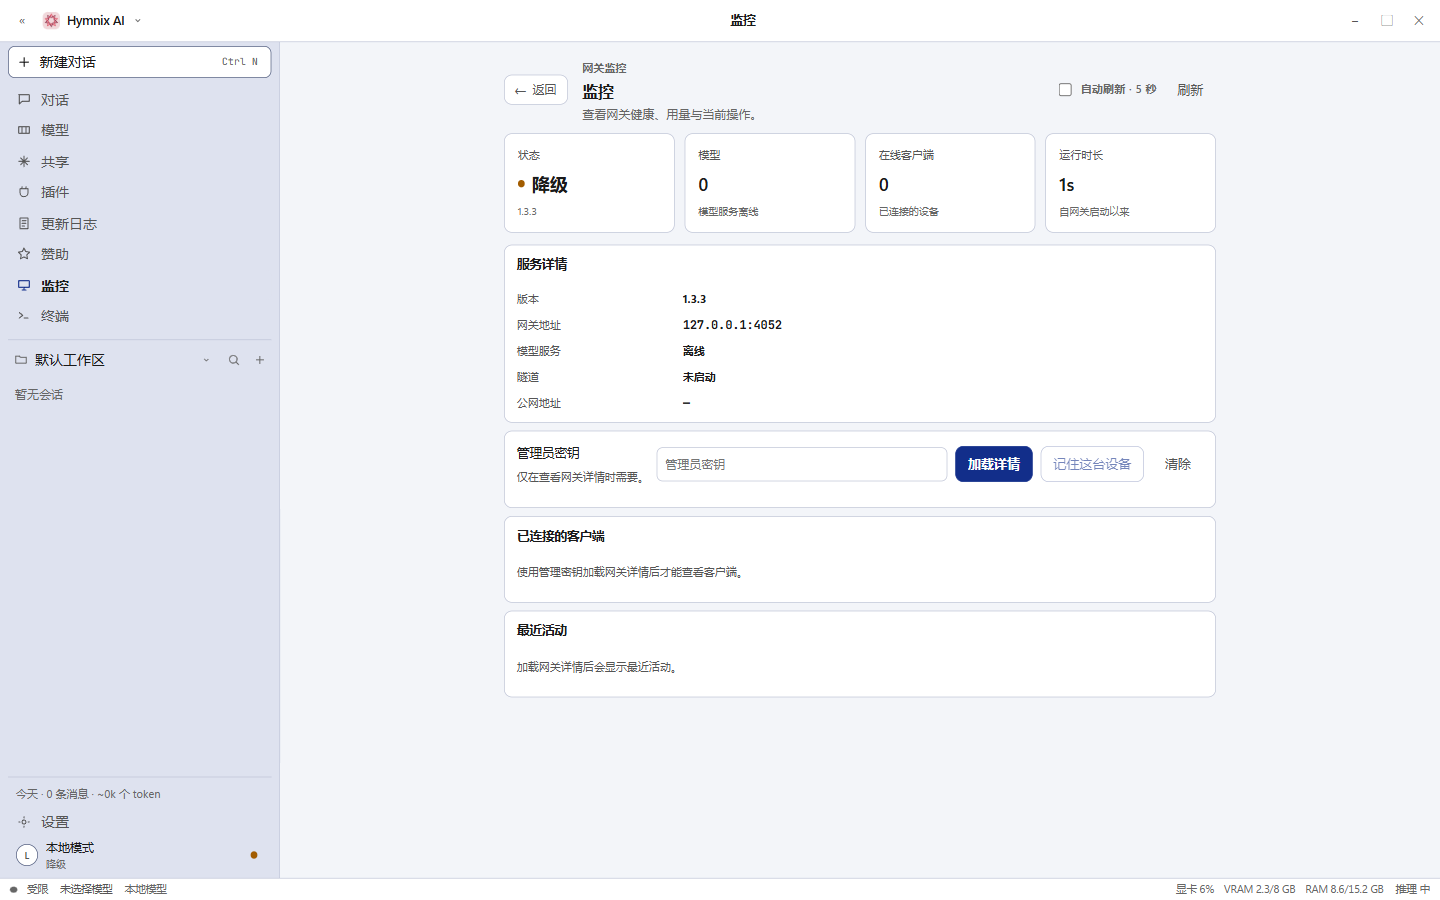 « Hymnix AI
监控
新建对话 Ctrl N
对话
模型
共享
插件
更新日志
赞助
监控
终端
默认工作区
暂无会话
今天 · 0 条消息 · ~0k 个 token
设置
L 本地模式
降级
网关监控
← 返回
监控
查看网关健康、用量与当前操作。
自动刷新 · 5 秒 刷新
状态
降级
1.3.3
模型
0
模型服务离线
在线客户端
0
已连接的设备
运行时长
1s
自网关启动以来
服务详情
版本 1.3.3
网关地址 127.0.0.1:4052
模型服务 离线
隧道 未启动
公网地址 —
管理员密钥
仅在查看网关详情时需要。
管理员密钥
加载详情
记住这台设备
清除
已连接的客户端
使用管理密钥加载网关详情后才能查看客户端。
最近活动
加载网关详情后会显示最近活动。
受限 未选择模型 本地模型
显卡 6% VRAM 2.3/8 GB RAM 8.6/15.2 GB 推理 中